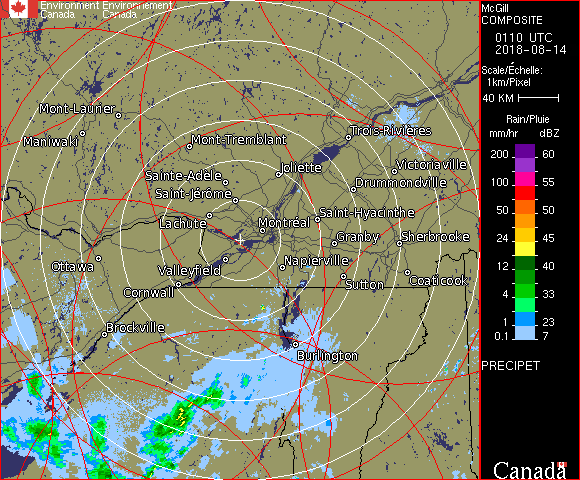 Environment Environnement
Canada Canada
McGill
COMPOSITE
0110 UTC
2018-08-14
Scale/Échelle:
1km/Pixel
40 KM
Rain/Pluie
mm/hr dBZ
200 60
100 55
50 50
24 45
12 40
4 33
1 23
0.1 7
PRECIPET
Canada
Mont-Laurier
Maniwaki
Mont-Tremblant
Trois-Rivières
Sainte-Adèle
Joliette
Victoriaville
Saint-Jérôme
Drummondville
Lachute
Montréal
Saint-Hyacinthe
Granby
Sherbrooke
Ottawa
Valleyfield
Napierville
Cornwall
Sutton
Coaticook
Brockville
Burlington